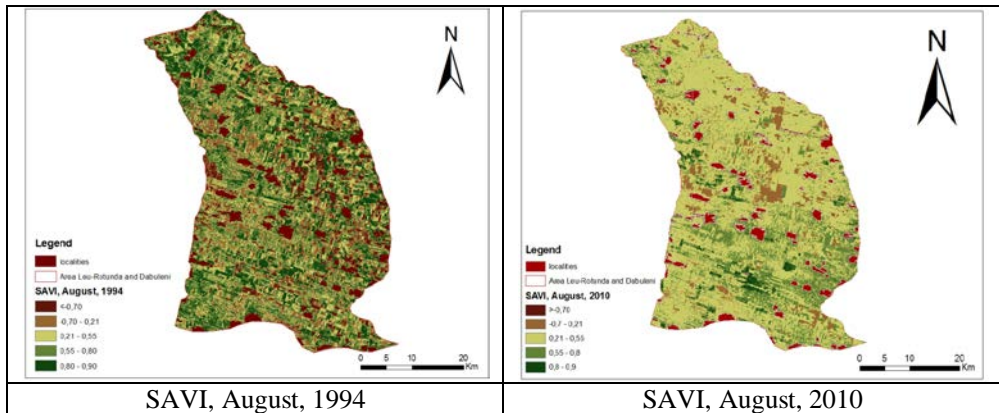 N
Legend
localities
Area Leu-Rotunda and Dabuleni
SAVI, August, 1994
<-0,70
-0,70 - 0,21
0,21 - 0,55
0,55 - 0,80
0,80 - 0,90
0 5 10 20
Km
SAVI, August, 1994
N
Legend
localities
Area Leu-Rotunda and Dabuleni
SAVI, August, 2010
>-0,70
-0,7 - 0,21
0,21 - 0,55
0,55 - 0,8
0,8 - 0,9
0 5 10 20
Km
SAVI, August, 2010